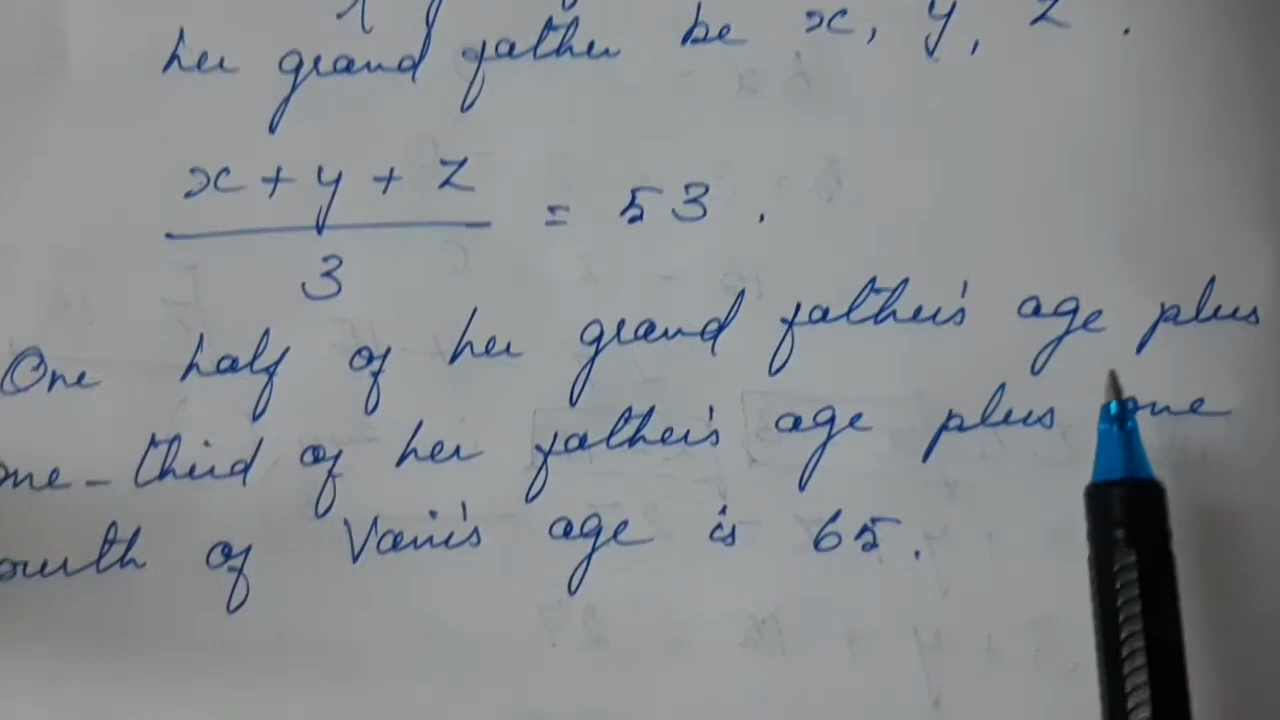 her grand father be x, y, z.
x + y + z
3
= 53.
One half of her grand father's age plus
one-third of her father's age plus one
fourth of Vani's age is 65.